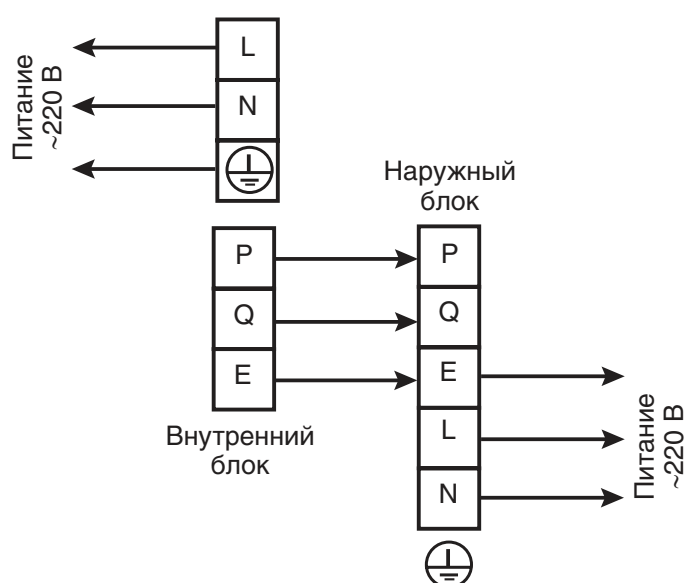 Питание
~220 В
L
N
Наружный
блок
P
Q
E
Внутренний
блок
P
Q
E
L
N
Питание
~220 В